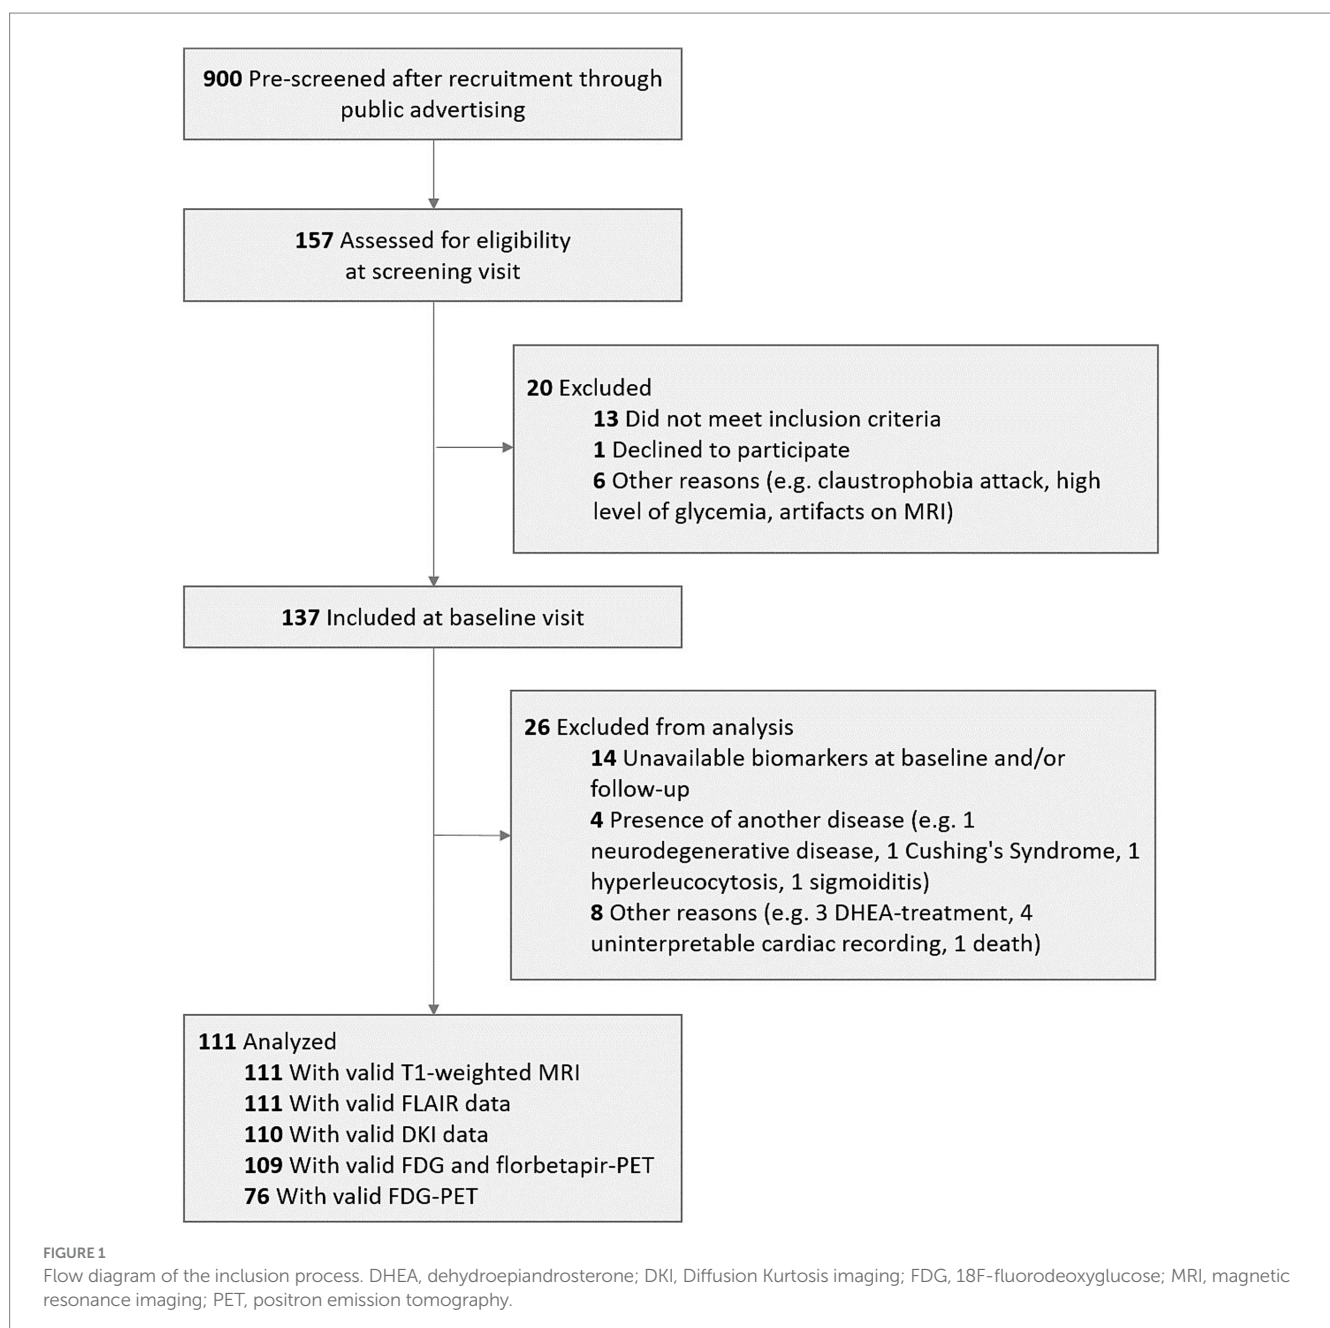 900 Pre-screened after recruitment through
public advertising
157 Assessed for eligibility
at screening visit
20 Excluded
13 Did not meet inclusion criteria
1 Declined to participate
6 Other reasons (e.g. claustrophobia attack, high
level of glycemia, artifacts on MRI)
137 Included at baseline visit
26 Excluded from analysis
14 Unavailable biomarkers at baseline and/or
follow-up
4 Presence of another disease (e.g. 1
neurodegenerative disease, 1 Cushing's Syndrome, 1
hyperleucocytosis, 1 sigmoiditis)
8 Other reasons (e.g. 3 DHEA-treatment, 4
uninterpretable cardiac recording, 1 death)
111 Analyzed
111 With valid T1-weighted MRI
111 With valid FLAIR data
110 With valid DKI data
109 With valid FDG and florbetapir-PET
76 With valid FDG-PET
FIGURE 1
Flow diagram of the inclusion process. DHEA, dehydroepiandrosterone; DKI, Diffusion Kurtosis imaging; FDG, 18F-fluorodeoxyglucose; MRI, magnetic
resonance imaging; PET, positron emission tomography.